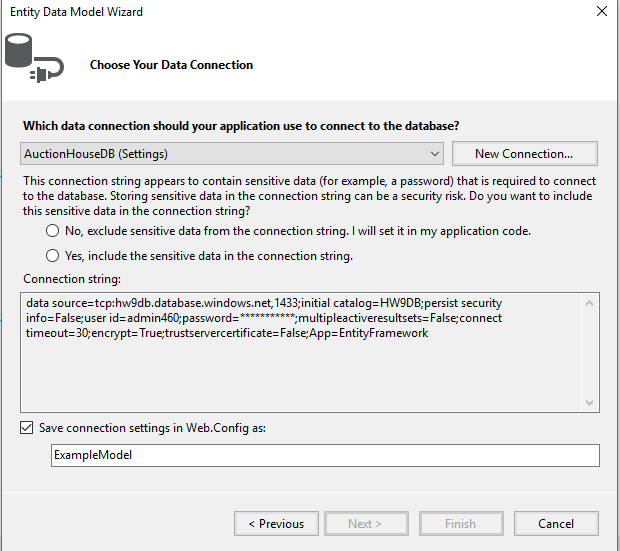 Entity Data Model Wizard
Choose Your Data Connection
Which data connection should your application use to connect to the database?
AuctionHouseDB (Settings)
New Connection...
This connection string appears to contain sensitive data (for example, a password) that is required to connect
to the database. Storing sensitive data in the connection string can be a security risk. Do you want to include
this sensitive data in the connection string?
No, exclude sensitive data from the connection string. I will set it in my application code.
Yes, include the sensitive data in the connection string.
Connection string:
data source=tcp:hw9db.database.windows.net,1433;initial catalog=HW9DB;persist security
info=False;user id=admin460;password=***********;multipleactiveresultsets=False;connect
timeout=30;encrypt=True;trustservercertificate=False;App=EntityFramework
Save connection settings in Web.Config as:
ExampleModel
< Previous
Next >
Finish
Cancel